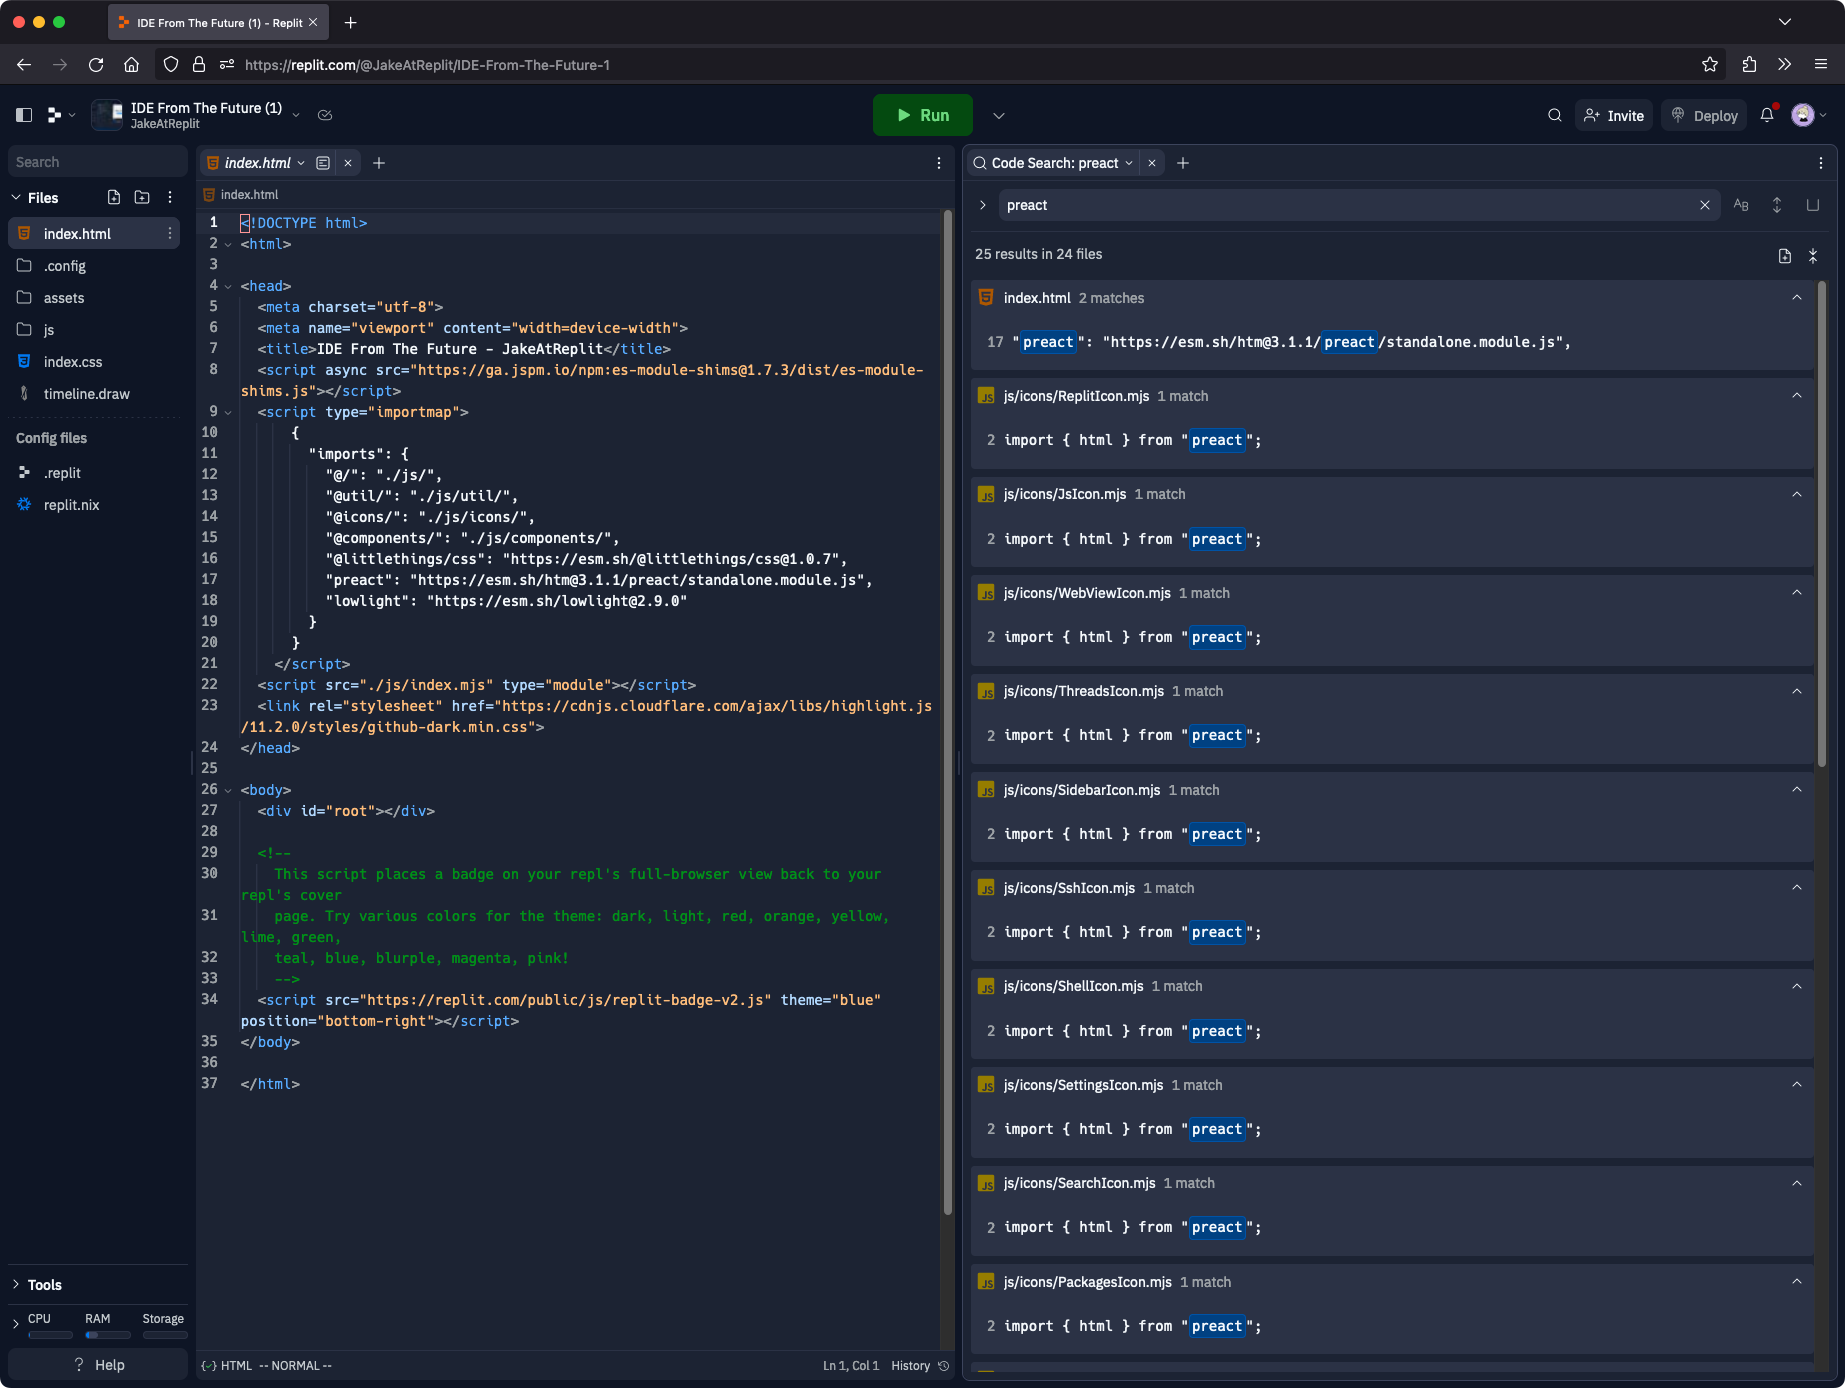 IDE From The Future (1) - Replit
https://replit.com/@JakeAtReplit/IDE-From-The-Future-1
IDE From The Future (1)
JakeAtReplit
Run
Invite
Deploy
Search
Files
index.html
.config
assets
js
index.css
timeline.draw
Config files
.replit
replit.nix
Tools
CPU RAM Storage
? Help
index.html
index.html
1 <!DOCTYPE html>
2 <html>
3
4 <head>
5 <meta charset="utf-8">
6 <meta name="viewport" content="width=device-width">
7 <title>IDE From The Future - JakeAtReplit</title>
8 <script async src="https://ga.jspm.io/npm:es-module-shims@1.7.3/dist/es-module-
shims.js"></script>
9 <script type="importmap">
10 {
11 "imports": {
12 "@/": "./js/",
13 "@util/": "./js/util/",
14 "@icons/": "./js/icons/",
15 "@components/": "./js/components/",
16 "@littlethings/css": "https://esm.sh/@littlethings/css@1.0.7",
17 "preact": "https://esm.sh/htm@3.1.1/preact/standalone.module.js",
18 "lowlight": "https://esm.sh/lowlight@2.9.0"
19 }
20 }
21 </script>
22 <script src="./js/index.mjs" type="module"></script>
23 <link rel="stylesheet" href="https://cdnjs.cloudflare.com/ajax/libs/highlight.js
/11.2.0/styles/github-dark.min.css">
24 </head>
25
26 <body>
27 <div id="root"></div>
28
29 <!--
30 This script places a badge on your repl's full-browser view back to your
repl's cover
31 page. Try various colors for the theme: dark, light, red, orange, yellow,
lime, green,
32 teal, blue, blurple, magenta, pink!
33 -->
34 <script src="https://replit.com/public/js/replit-badge-v2.js" theme="blue"
position="bottom-right"></script>
35 </body>
36
37 </html>
HTML -- NORMAL --
Ln 1, Col 1 History
Code Search: preact
preact
AB
25 results in 24 files
index.html 2 matches
17 "preact": "https://esm.sh/htm@3.1.1/preact/standalone.module.js",
JS js/icons/ReplitIcon.mjs 1 match
2 import { html } from "preact";
JS js/icons/JsIcon.mjs 1 match
2 import { html } from "preact";
JS js/icons/WebViewIcon.mjs 1 match
2 import { html } from "preact";
JS js/icons/ThreadsIcon.mjs 1 match
2 import { html } from "preact";
JS js/icons/SidebarIcon.mjs 1 match
2 import { html } from "preact";
JS js/icons/SshIcon.mjs 1 match
2 import { html } from "preact";
JS js/icons/ShellIcon.mjs 1 match
2 import { html } from "preact";
JS js/icons/SettingsIcon.mjs 1 match
2 import { html } from "preact";
JS js/icons/SearchIcon.mjs 1 match
2 import { html } from "preact";
JS js/icons/PackagesIcon.mjs 1 match
2 import { html } from "preact";